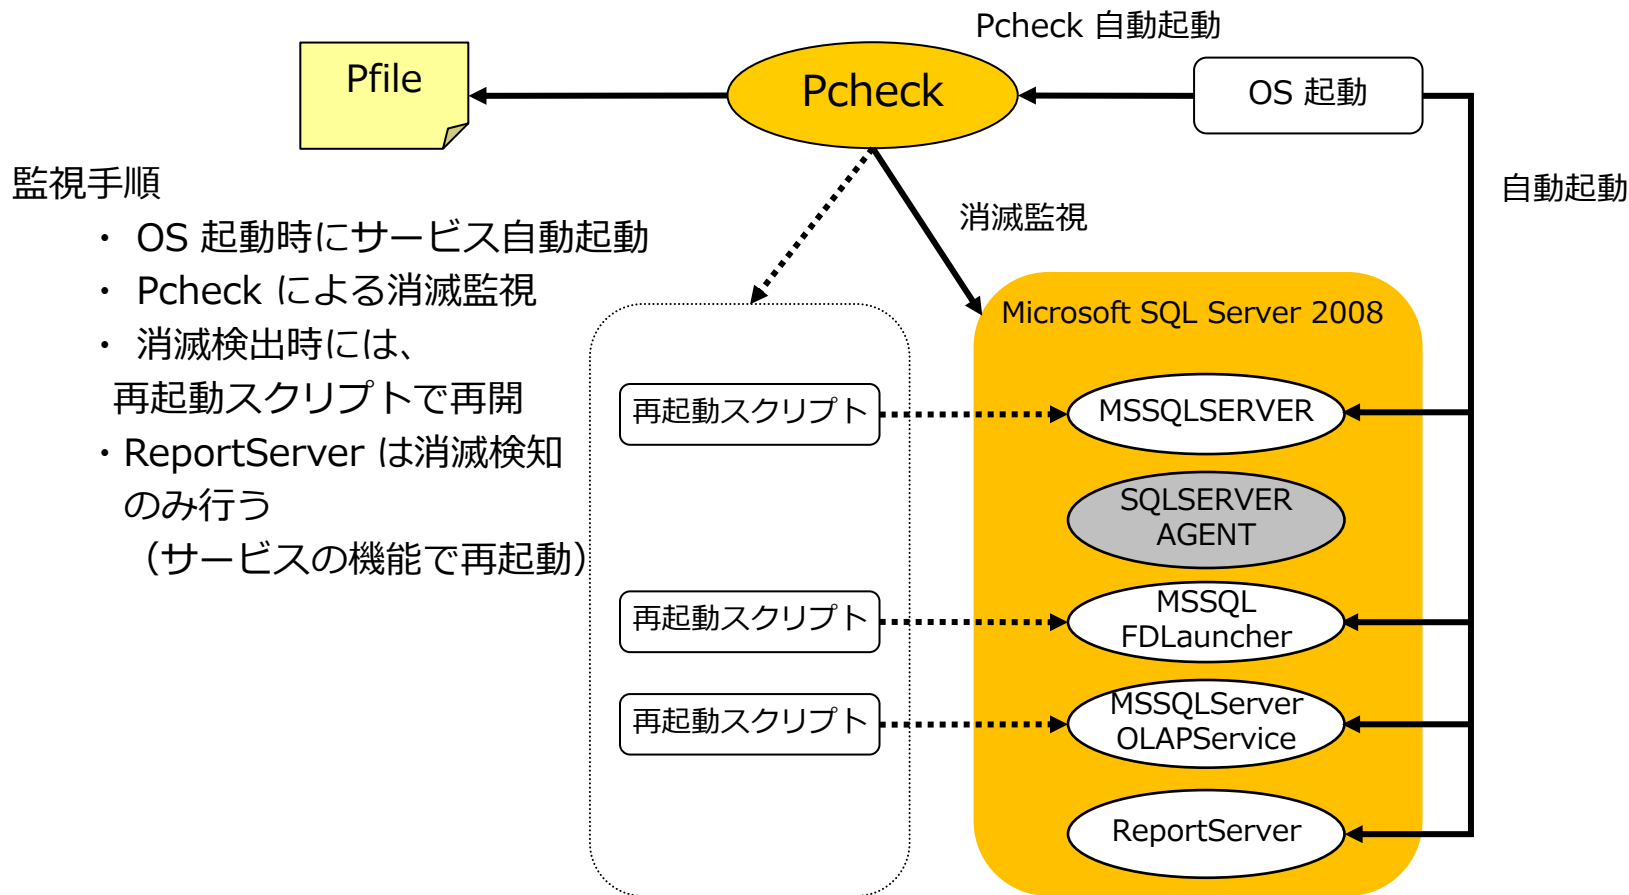 Pcheck 自動起動
Pfile
Pcheck
OS 起動
監視手順
・ OS 起動時にサービス自動起動
・ Pcheck による消滅監視
・ 消滅検出時には、
再起動スクリプトで再開
・ReportServer は消滅検知
のみ行う
（サービスの機能で再起動）
消滅監視
自動起動
Microsoft SQL Server 2008
再起動スクリプト
MSSQLSERVER
SQLSERVER
AGENT
再起動スクリプト
MSSQL
FDLauncher
再起動スクリプト
MSSQLServer
OLAPService
ReportServer